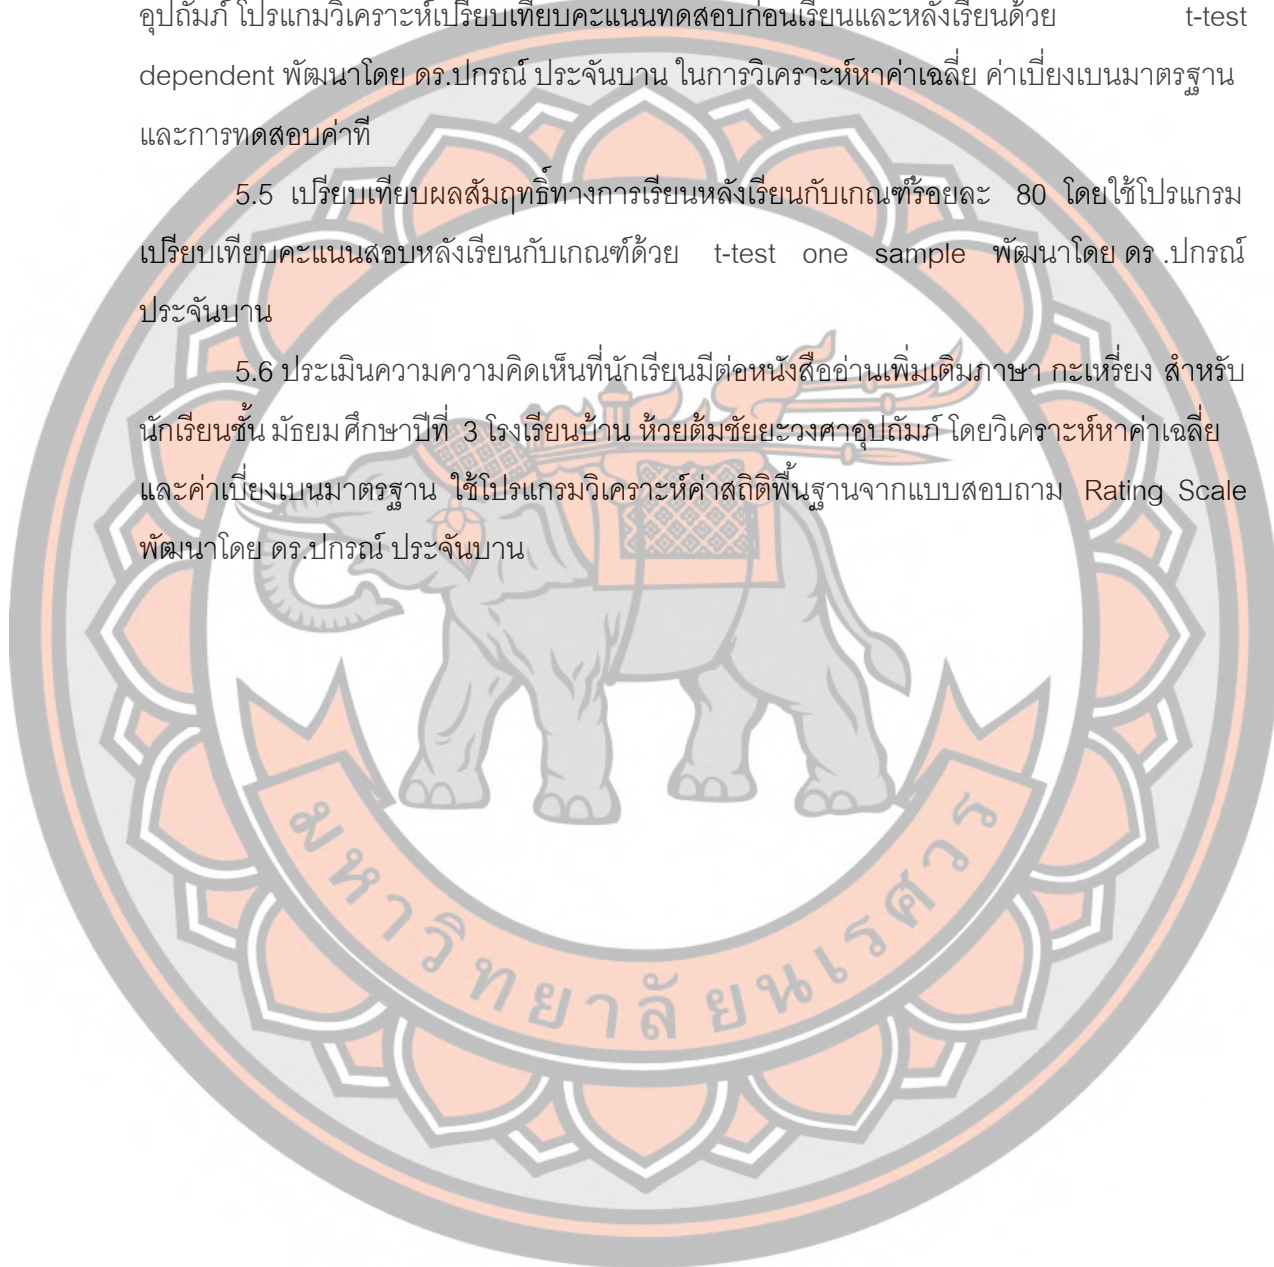 อุปถัมภ์ โปรแกมวิเคราะห์เปรียบเทียบคะแนนทดสอบก่อนเรียนและหลังเรียนด้วย t-test
dependent พัฒนาโดย ดร.ปกรณ์ ประจันบาน ในการวิเคราะห์หาค่าเฉลี่ย ค่าเบี่ยงเบนมาตรฐาน
และการทดสอบค่าที
5.5 เปรียบเทียบผลสัมฤทธิ์ทางการเรียนหลังเรียนกับเกณฑ์ร้อยละ 80 โดยใช้โปรแกรม
เปรียบเทียบคะแนนสอบหลังเรียนกับเกณฑ์ด้วย t-test one sample พัฒนาโดย ดร .ปกรณ์
ประจันบาน
5.6 ประเมินความความคิดเห็นที่นักเรียนมีต่อหนังสืออ่านเพิ่มเติมภาษา กะเหรี่ยง สำหรับ
นักเรียนชั้น มัธยมศึกษาปีที่ 3 โรงเรียนบ้าน ห้วยต้มชัยยะวงศาอุปถัมภ์ โดยวิเคราะห์หาค่าเฉลี่ย
และค่าเบี่ยงเบนมาตรฐาน ใช้โปรแกรมวิเคราะห์ค่าสถิติพื้นฐานจากแบบสอบถาม Rating Scale
พัฒนาโดย ดร.ปกรณ์ ประจันบาน
มหาวิทยาลัยนเรศวร